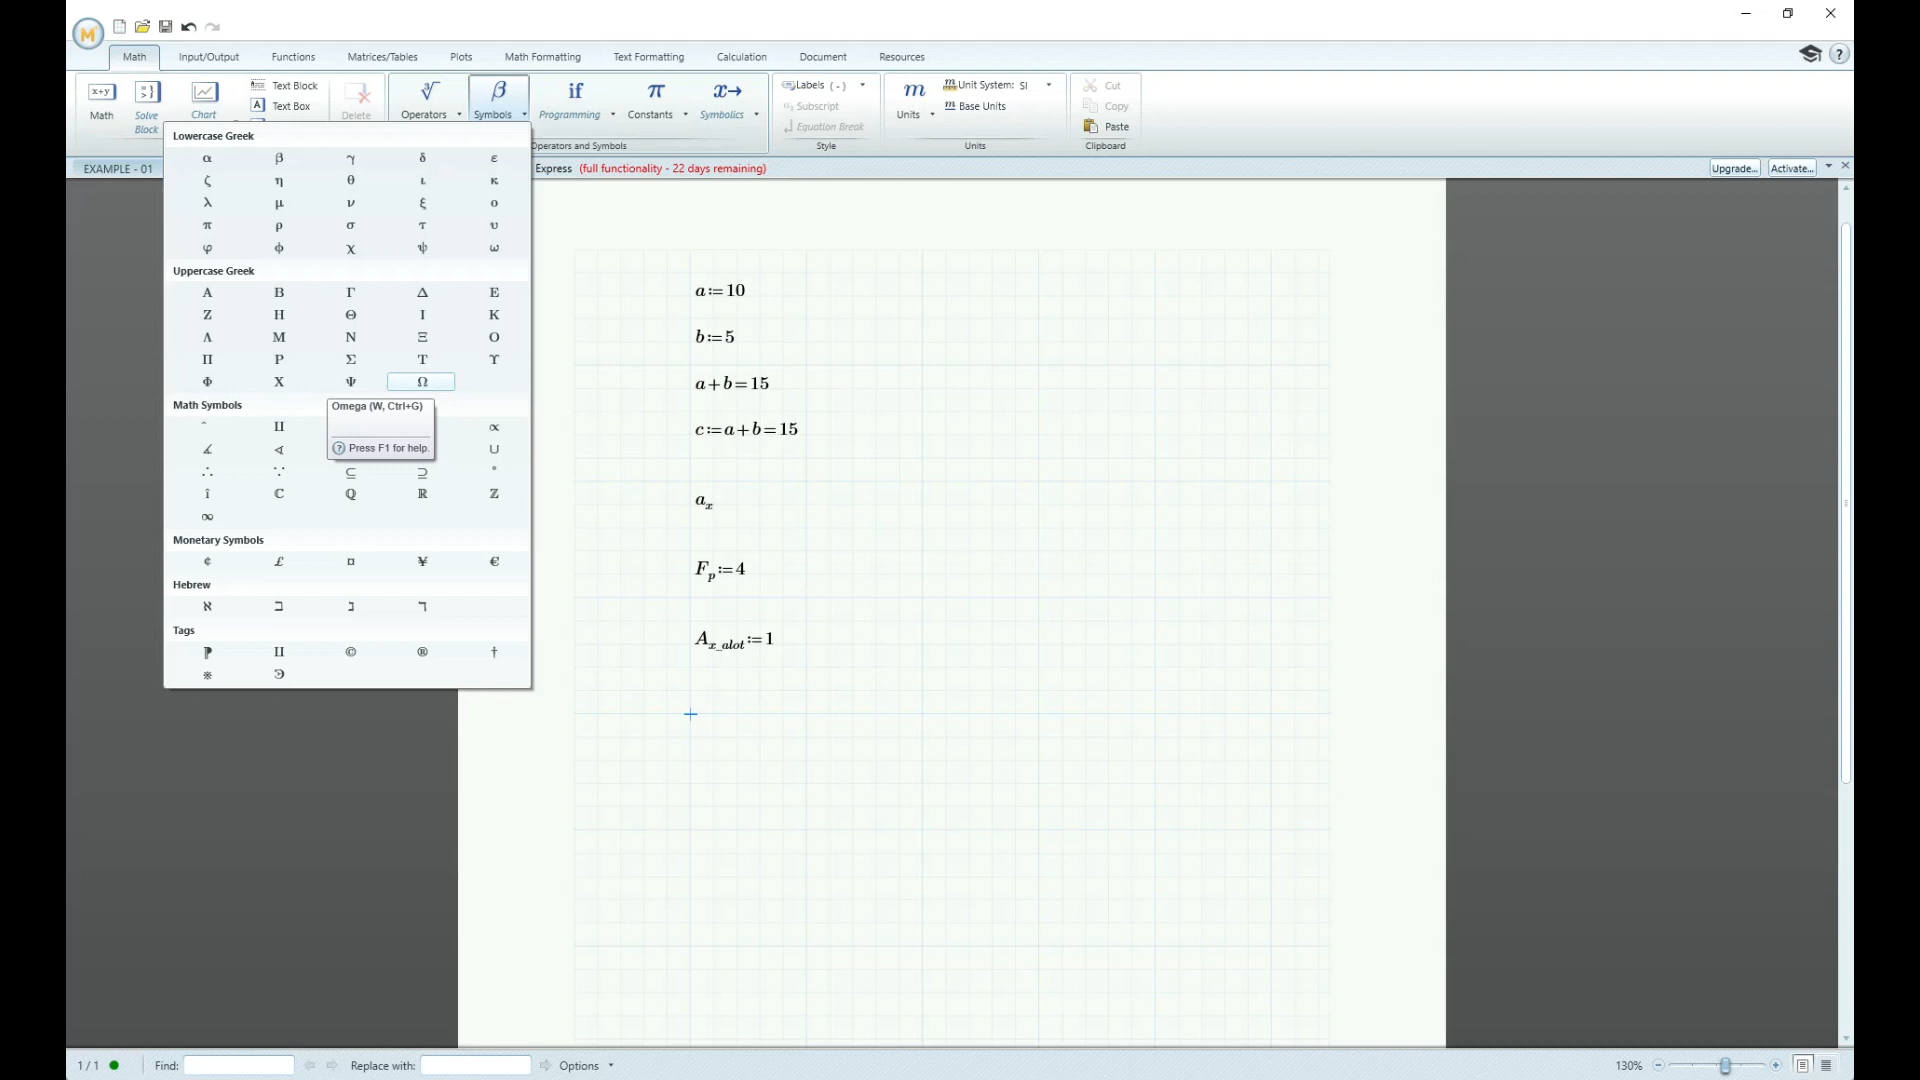 M
Math Input/Output Functions Matrices/Tables Plots Math Formatting Text Formatting Calculation Document Resources
Math
Solve Block
Chart
Text Block
Text Box
Delete
Operators
Symbols
Programming
Constants
Symbolics
Operators and Symbols
Labels ( - )
Subscript
Equation Break
Style
Units
Unit System: SI
Base Units
Units
Cut
Copy
Paste
Clipboard
EXAMPLE - 01
Express (full functionality - 22 days remaining)
Upgrade...
Activate...
Lowercase Greek
α β γ δ ε
ζ η θ ι κ
λ μ ν ξ ο
π ρ σ τ υ
φ ϕ χ ψ ω
Uppercase Greek
Α Β Γ Δ Ε
Ζ Η Θ Ι Κ
Λ Μ Ν Ξ Ο
Π Ρ Σ Τ Υ
Φ Χ Ψ Ω
Omega (W, Ctrl+G)
Press F1 for help.
Math Symbols
∝
∡ ∢ ∪
∴ ∵ ⊆ ⊇ °
î ℂ ℚ ℝ ℤ
∞
Monetary Symbols
¢ £ ¤ ¥ €
Hebrew
א ב נ ד
Tags
© ® †
※ Э
a:=10
b:=5
a+b=15
c:=a+b=15
aₓ
Fₚ:=4
A x_alot:=1
1 / 1
Find:
Replace with:
Options
130%